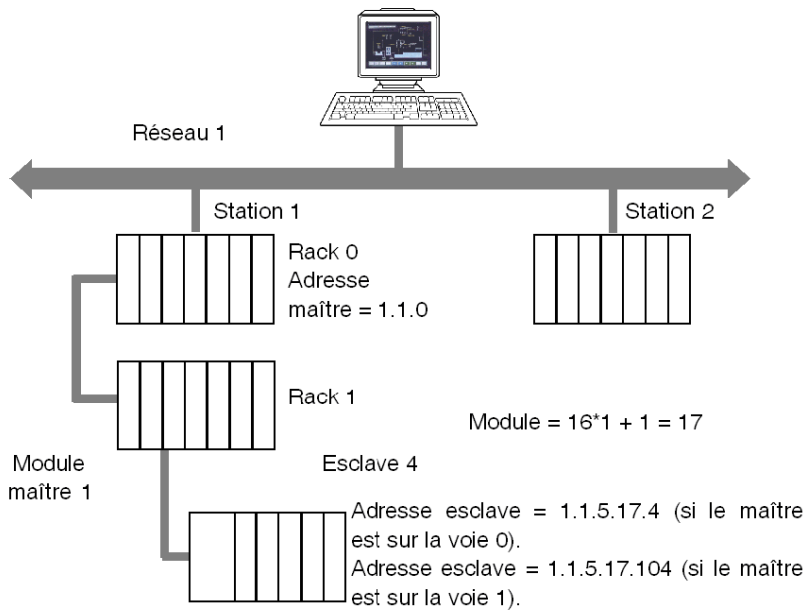 Réseau 1
Station 1
Station 2
Rack 0
Adresse
maître = 1.1.0
Rack 1
Module = 16*1 + 1 = 17
Module
maître 1
Esclave 4
Adresse esclave = 1.1.5.17.4 (si le maître
est sur la voie 0).
Adresse esclave = 1.1.5.17.104 (si le maître
est sur la voie 1).